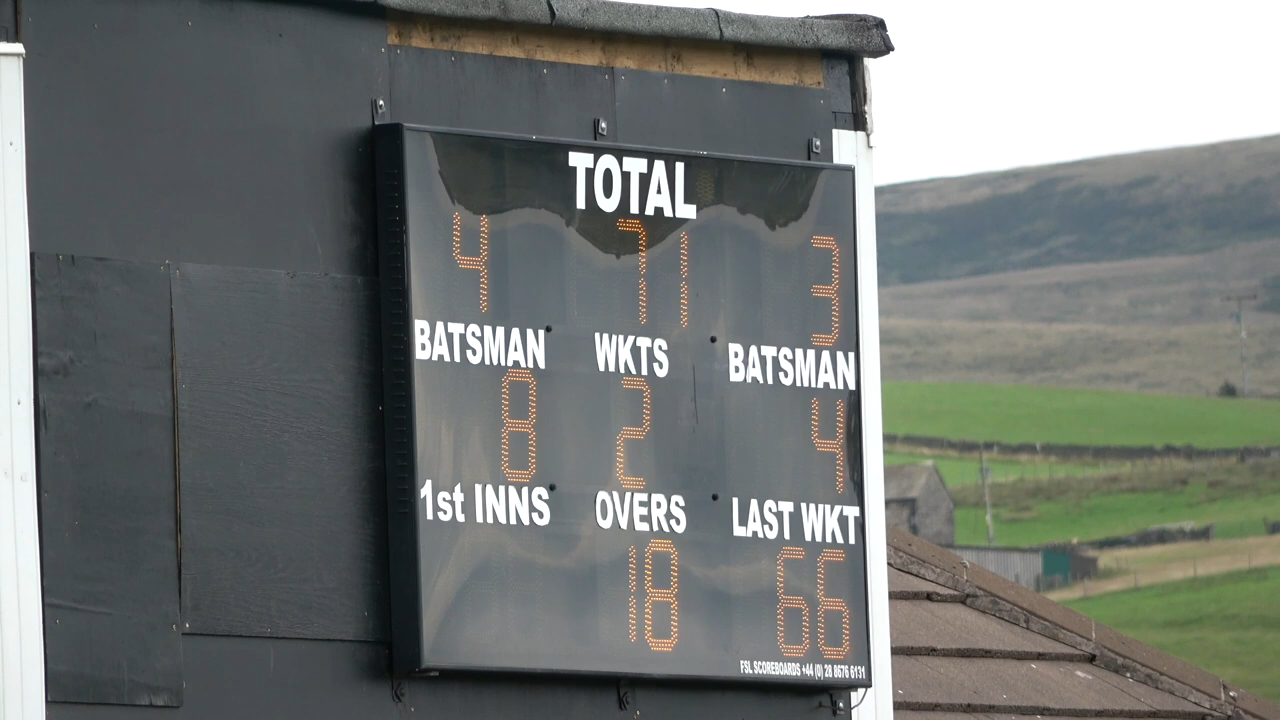 TOTAL
4 71 3
BATSMAN WKTS BATSMAN
8 2 4
1st INNS OVERS LAST WKT
18 66
FSL SCOREBOARDS +44 (0) 28 8676 6131